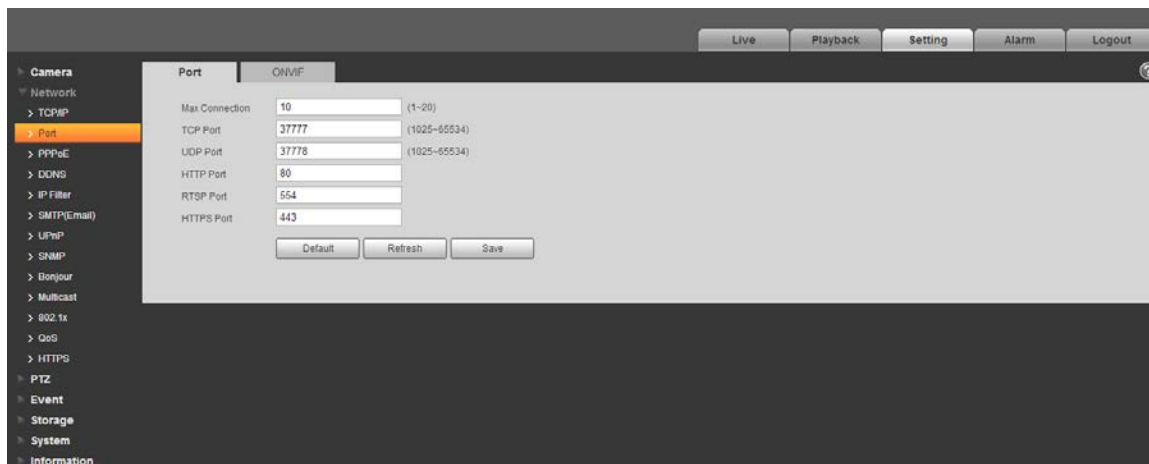 Live Playback Setting Alarm Logout
Camera
Network
TCP/IP
Port
PPPoE
DDNS
IP Filter
SMTP(Email)
UPnP
SNMP
Bonjour
Multicast
802.1x
QoS
HTTPS
PTZ
Event
Storage
System
Information
Port ONVIF
?
Max Connection 10 (1~20)
TCP Port 37777 (1025~65534)
UDP Port 37778 (1025~65534)
HTTP Port 80
RTSP Port 554
HTTPS Port 443
Default Refresh Save